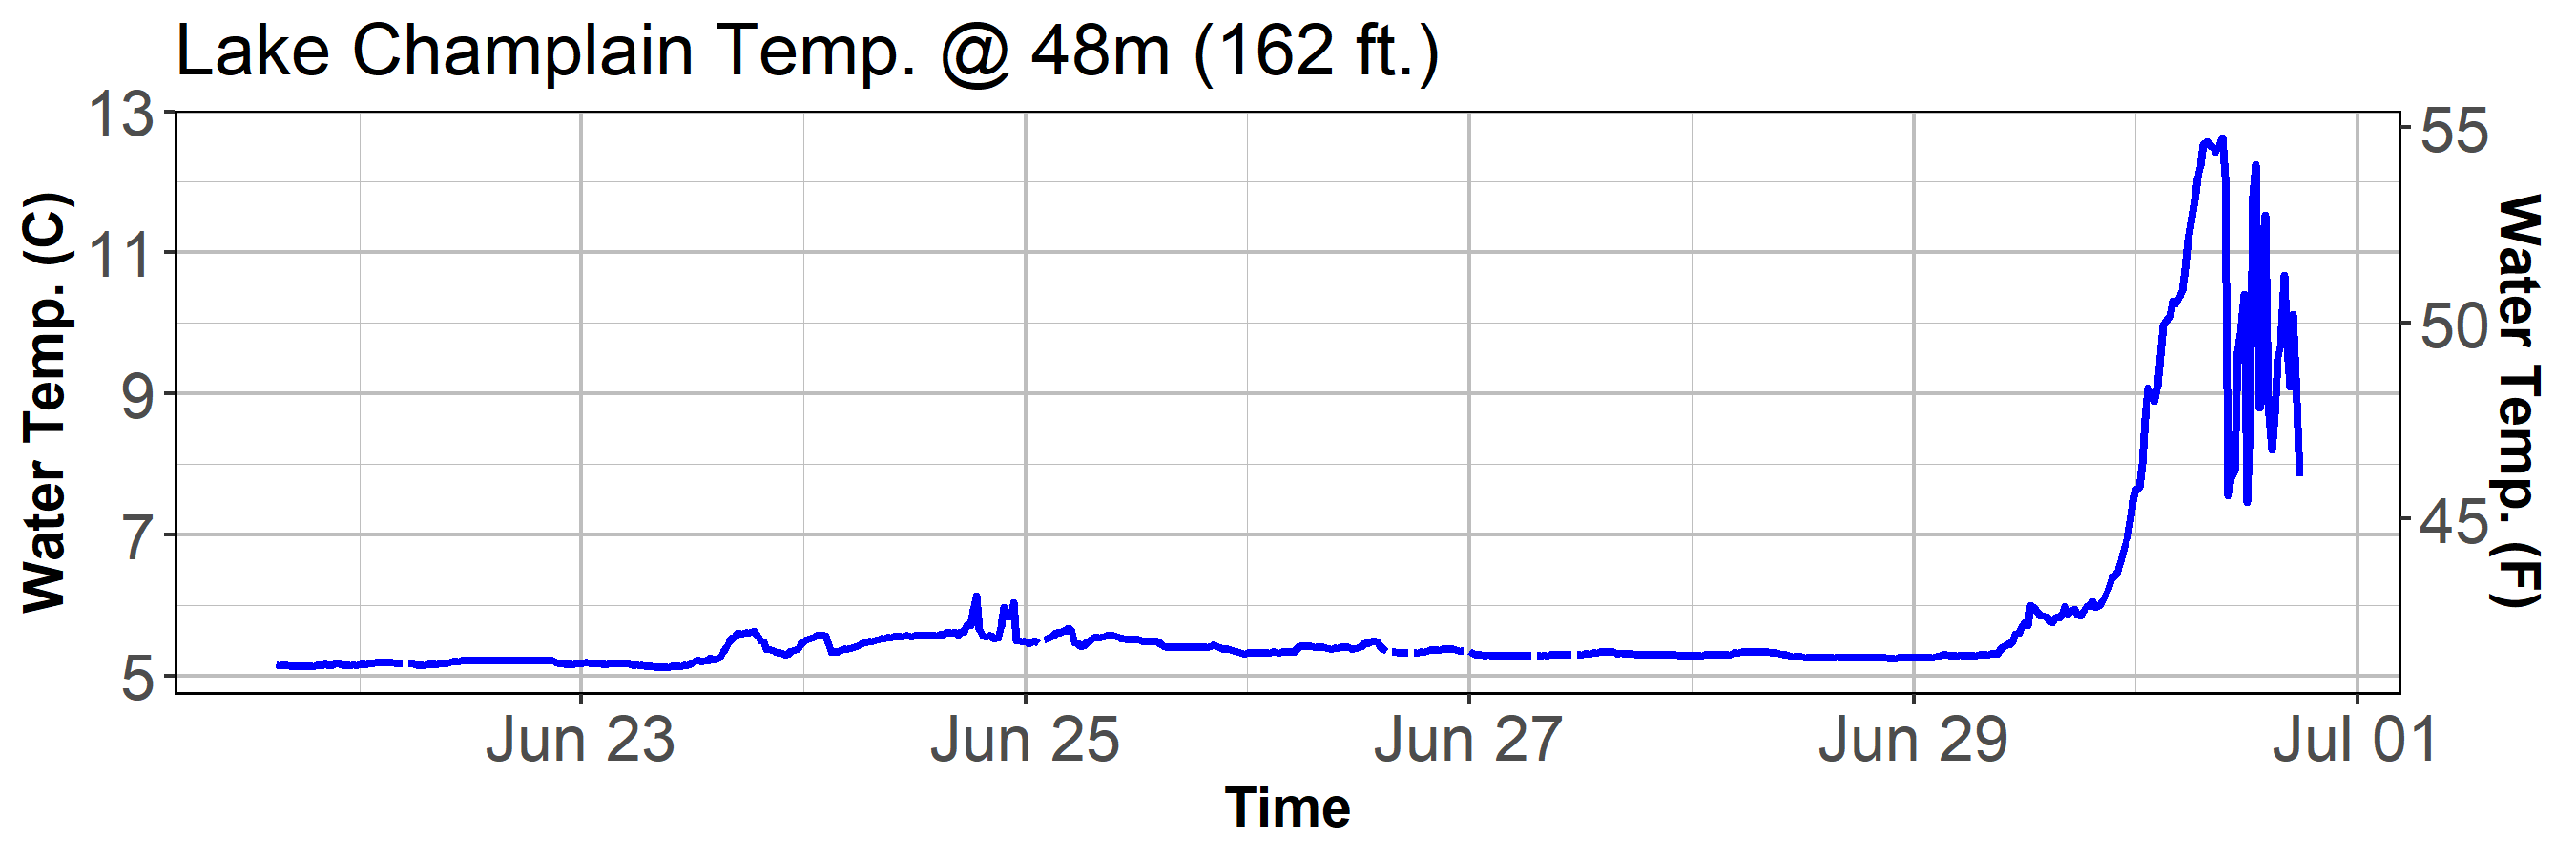 Lake Champlain Temp. @ 48m (162 ft.)
13
11
9
7
5
Water Temp. (C)
55
50
45
Water Temp. (F)
Jun 23 Jun 25 Jun 27 Jun 29 Jul 01
Time